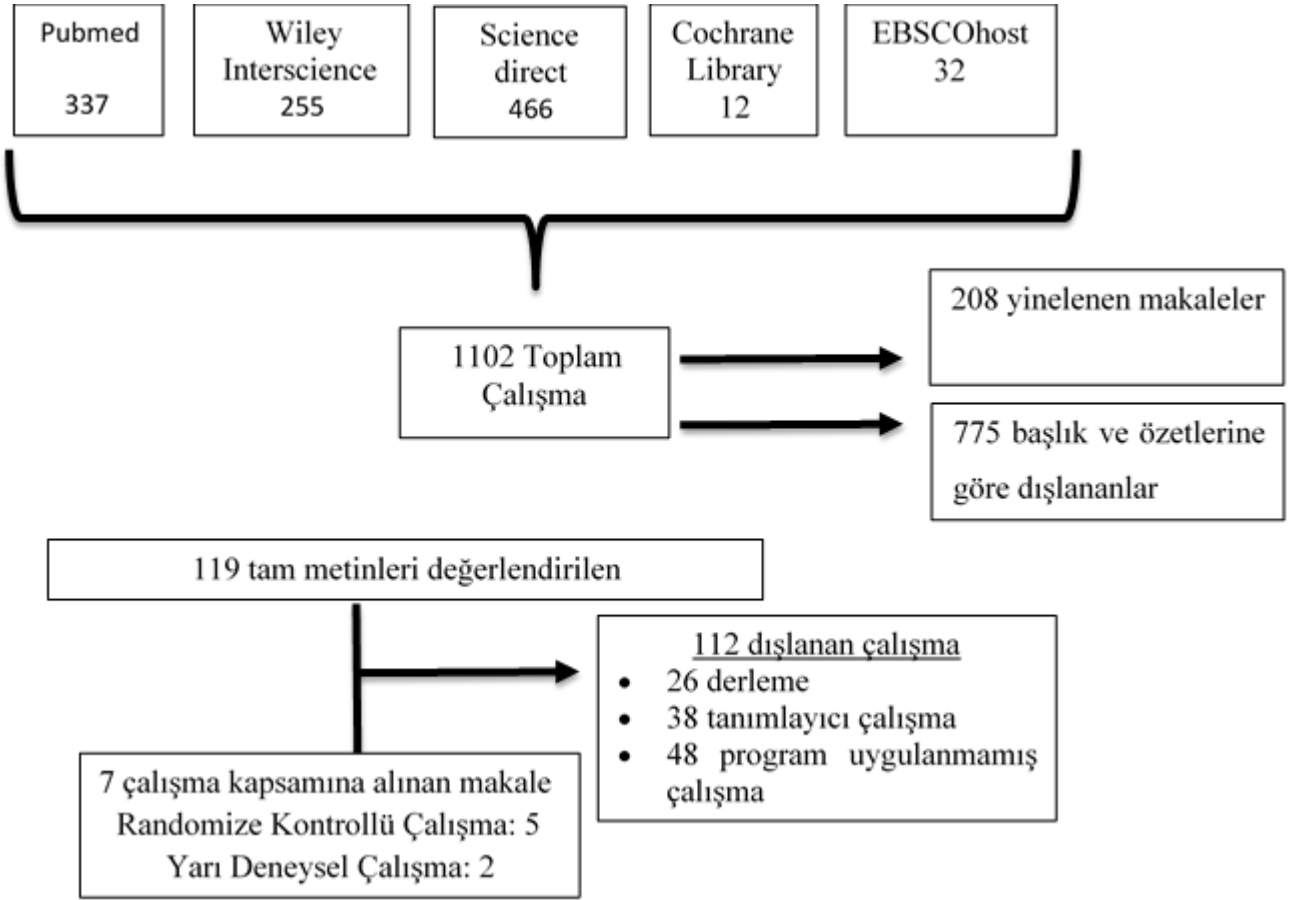 Pubmed
337
Wiley
Interscience
255
Science
direct
466
Cochrane
Library
12
EBSCOhost
32
1102 Toplam
Çalışma
208 yinelenen makaleler
775 başlık ve özetlerine
göre dışlananlar
119 tam metinleri değerlendirilen
112 dışlanan çalışma
• 26 derleme
• 38 tanımlayıcı çalışma
• 48 program uygulanmamış
çalışma
7 çalışma kapsamına alınan makale
Randomize Kontrollü Çalışma: 5
Yarı Deneysel Çalışma: 2